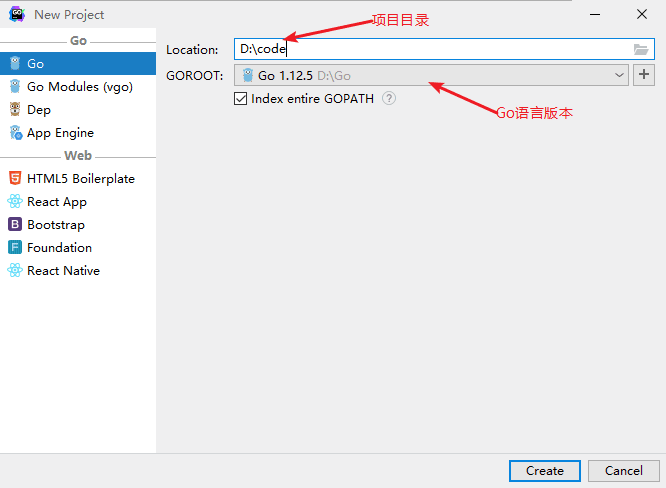 New Project
项目目录
Go
Go
Go Modules (vgo)
Dep
App Engine
Web
HTML5 Boilerplate
React App
Bootstrap
Foundation
React Native
Location: D:\code
GOROOT: Go 1.12.5 D:\Go
Index entire GOPATH
Go语言版本
Create Cancel